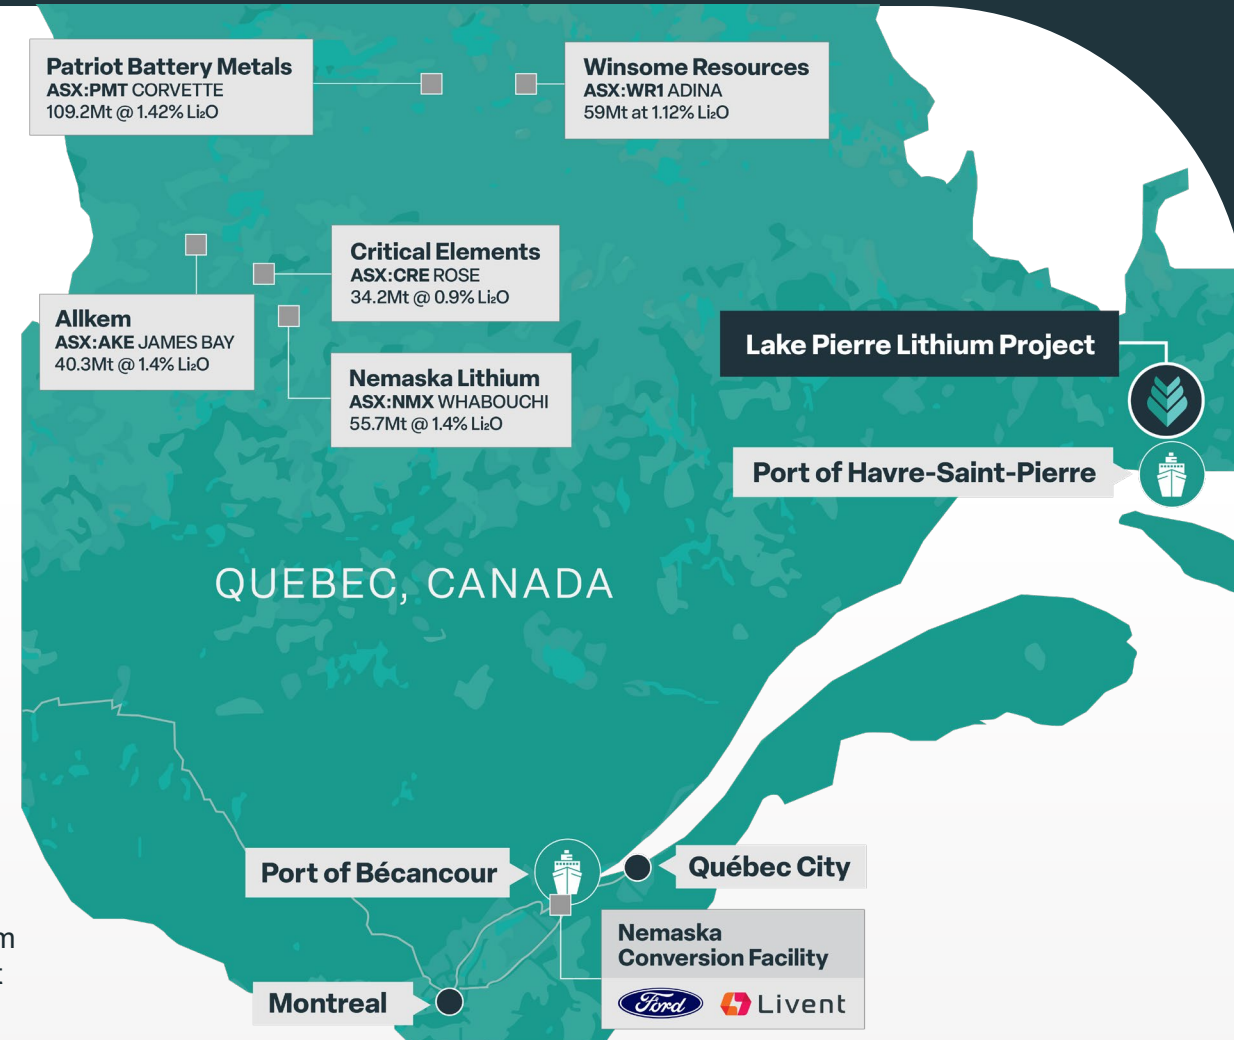 Patriot Battery Metals
ASX:PMT CORVETTE
109.2Mt @ 1.42% Li₂O
Winsome Resources
ASX:WR1 ADINA
59Mt at 1.12% Li₂O
Critical Elements
ASX:CRE ROSE
34.2Mt @ 0.9% Li₂O
Allkem
ASX:AKE JAMES BAY
40.3Mt @ 1.4% Li₂O
Nemaska Lithium
ASX:NMX WHABOUCHI
55.7Mt @ 1.4% Li₂O
Lake Pierre Lithium Project
Port of Havre-Saint-Pierre
QUEBEC, CANADA
Port of Bécancour
Québec City
Nemaska
Conversion Facility
Ford
Livent
Montreal
m